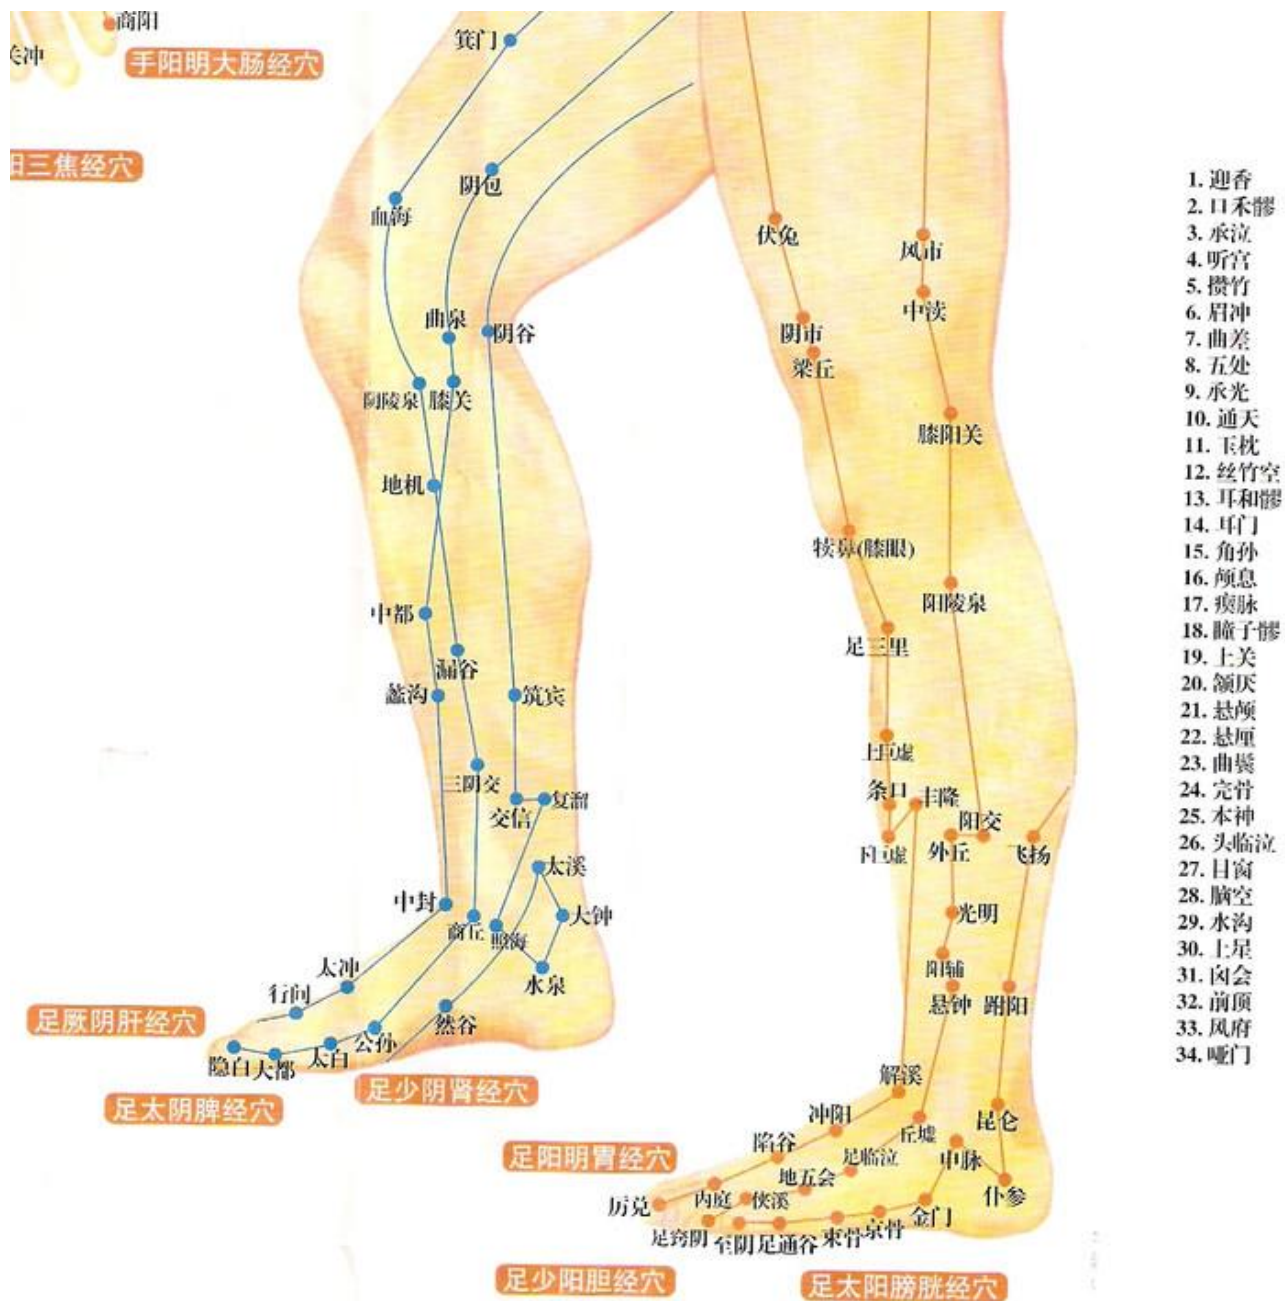 商阳
关冲
手阳明大肠经穴
阳三焦经穴
箕门
阴包
血海
曲泉
阴谷
阴陵泉
膝关
地机
中都
漏谷
蠡沟
筑宾
三阴交
交信
复溜
太溪
中封
大钟
商丘
照海
太冲
水泉
行间
然谷
公孙
太白
隐白
大都
足厥阴肝经穴
足太阴脾经穴
足少阴肾经穴
伏兔
风市
中渎
阴市
梁丘
膝阳关
犊鼻(膝眼)
阳陵泉
足三里
上巨虚
条口
丰隆
阳交
下巨虚
外丘
飞扬
光明
阳辅
悬钟
跗阳
解溪
冲阳
丘墟
昆仑
陷谷
足临泣
申脉
地五会
仆参
内庭
侠溪
厉兑
金门
京骨
束骨
足窍阴
至阴
足通谷
足阳明胃经穴
足少阳胆经穴
足太阳膀胱经穴
1. 迎香
2. 口禾髎
3. 承泣
4. 听宫
5. 攒竹
6. 眉冲
7. 曲差
8. 五处
9. 承光
10. 通天
11. 玉枕
12. 丝竹空
13. 耳和髎
14. 耳门
15. 角孙
16. 颅息
17. 瘈脉
18. 瞳子髎
19. 上关
20. 颔厌
21. 悬颅
22. 悬厘
23. 曲鬓
24. 完骨
25. 本神
26. 头临泣
27. 目窗
28. 脑空
29. 水沟
30. 上星
31. 囟会
32. 前顶
33. 风府
34. 哑门